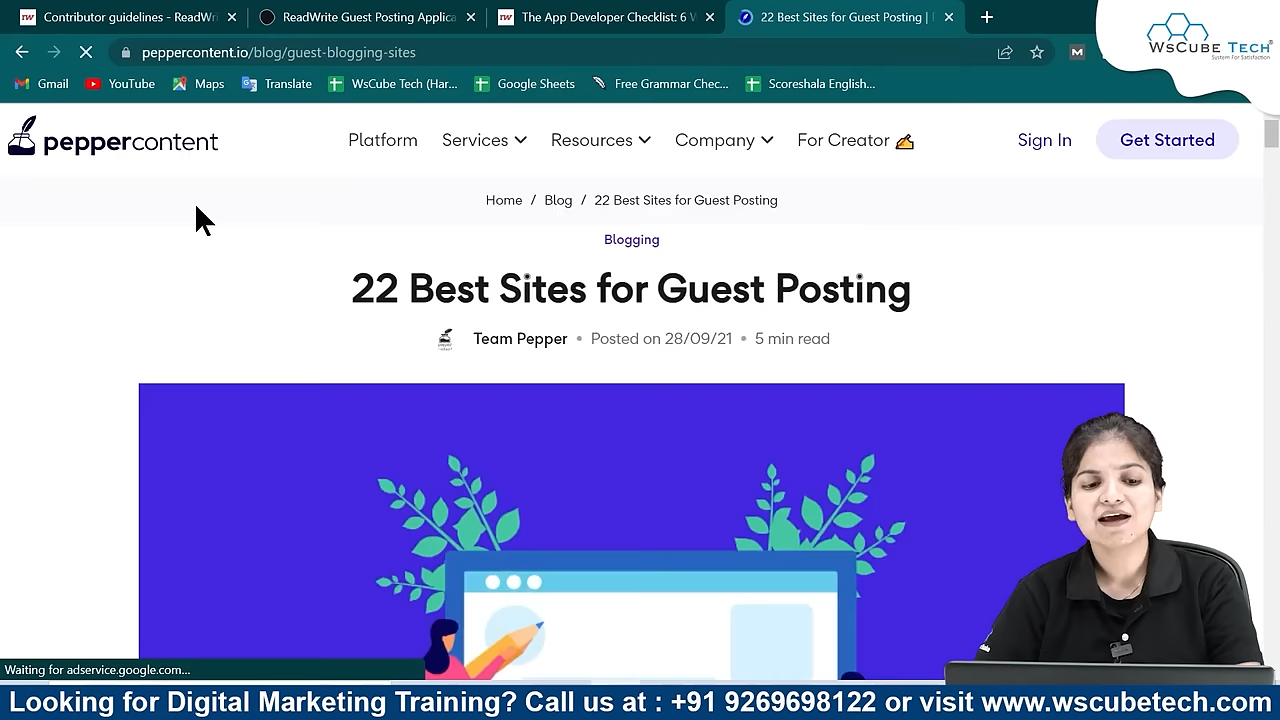 Contributor guidelines - ReadWri
ReadWrite Guest Posting Applica
The App Developer Checklist: 6 W
22 Best Sites for Guest Posting |
WsCube Tech
System For Satisfaction
peppercontent.io/blog/guest-blogging-sites
M
Gmail
YouTube
Maps
Translate
WsCube Tech (Har...
Google Sheets
Free Grammar Chec...
Scoreshala English...
peppercontent
Platform
Services
Resources
Company
For Creator
Sign In
Get Started
Home / Blog / 22 Best Sites for Guest Posting
Blogging
22 Best Sites for Guest Posting
Team Pepper • Posted on 28/09/21 • 5 min read
Waiting for adservice.google.com...
Looking for Digital Marketing Training? Call us at : +91 9269698122 or visit www.wscubetech.com